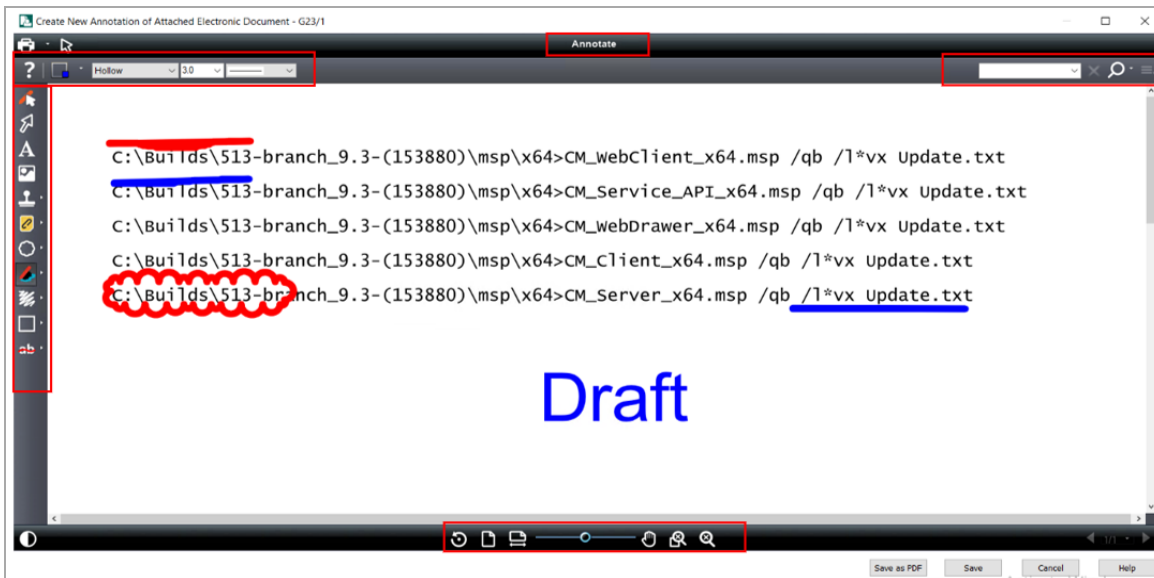 Create New Annotation of Attached Electronic Document - G23/1
Annotate
? Hollow 3.0
A
C:\Builds\513-branch_9.3-(153880)\msp\x64>CM_WebClient_x64.msp /qb /l*vx Update.txt
C:\Builds\513-branch_9.3-(153880)\msp\x64>CM_Service_API_x64.msp /qb /l*vx Update.txt
C:\Builds\513-branch_9.3-(153880)\msp\x64>CM_WebDrawer_x64.msp /qb /l*vx Update.txt
C:\Builds\513-branch_9.3-(153880)\msp\x64>CM_Client_x64.msp /qb /l*vx Update.txt
C:\Builds\513-branch_9.3-(153880)\msp\x64>CM_Server_x64.msp /qb /l*vx Update.txt
ab
Draft
1/1
Save as PDF Save Cancel Help